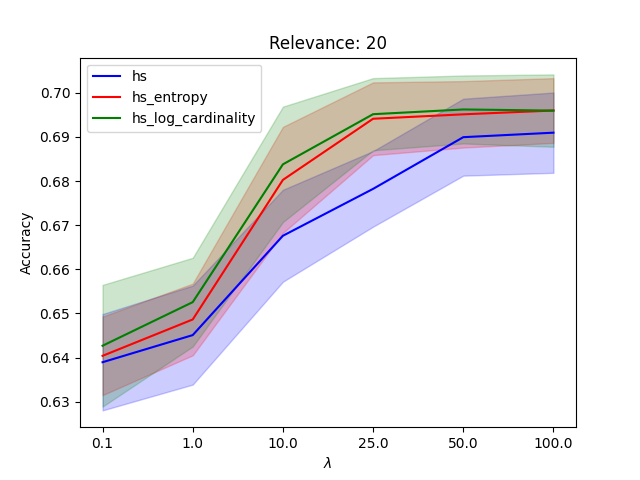 Relevance: 20
hs
hs_entropy
hs_log_cardinality
Accuracy
0.70
0.69
0.68
0.67
0.66
0.65
0.64
0.63
0.1 1.0 10.0 25.0 50.0 100.0
λ